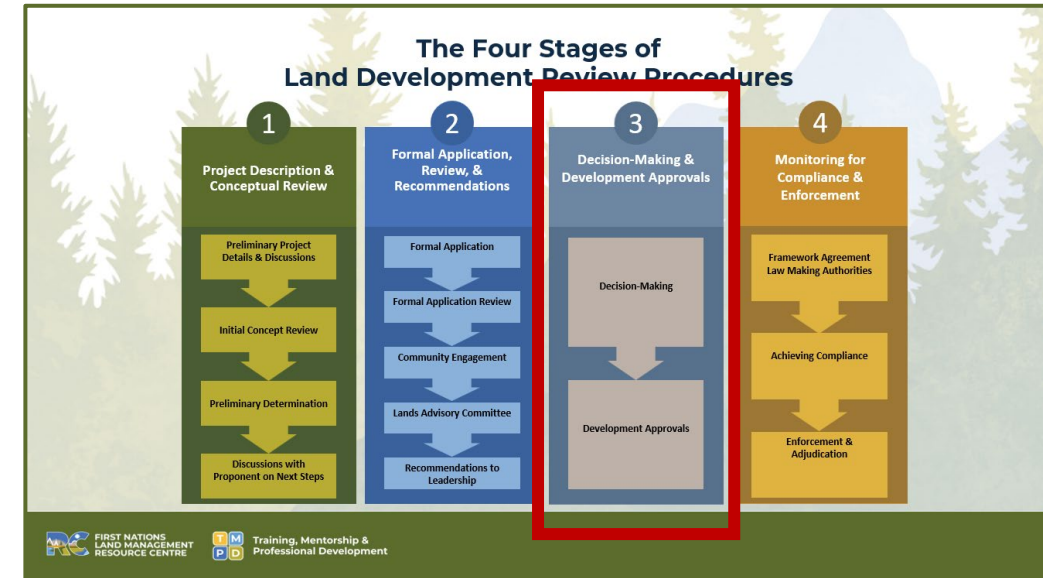 The Four Stages of
Land Development Review Procedures
1
Project Description &
Conceptual Review
Preliminary Project
Details & Discussions
Initial Concept Review
Preliminary Determination
Discussions with
Proponent on Next Steps
2
Formal Application,
Review, &
Recommendations
Formal Application
Formal Application Review
Community Engagement
Lands Advisory Committee
Recommendations to
Leadership
3
Decision-Making &
Development Approvals
Decision-Making
Development Approvals
4
Monitoring for
Compliance &
Enforcement
Framework Agreement
Law Making Authorities
Achieving Compliance
Enforcement &
Adjudication
RC
FIRST NATIONS
LAND MANAGEMENT
RESOURCE CENTRE
T M
P D
Training, Mentorship &
Professional Development